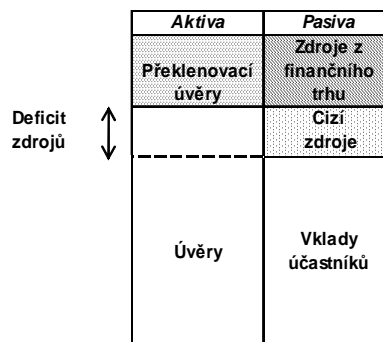 Aktiva
Pasiva
Překlenovací
úvěry
Zdroje z
finančního
trhu
Deficit
zdrojů
Cizí
zdroje
Úvěry
Vklady
účastníků